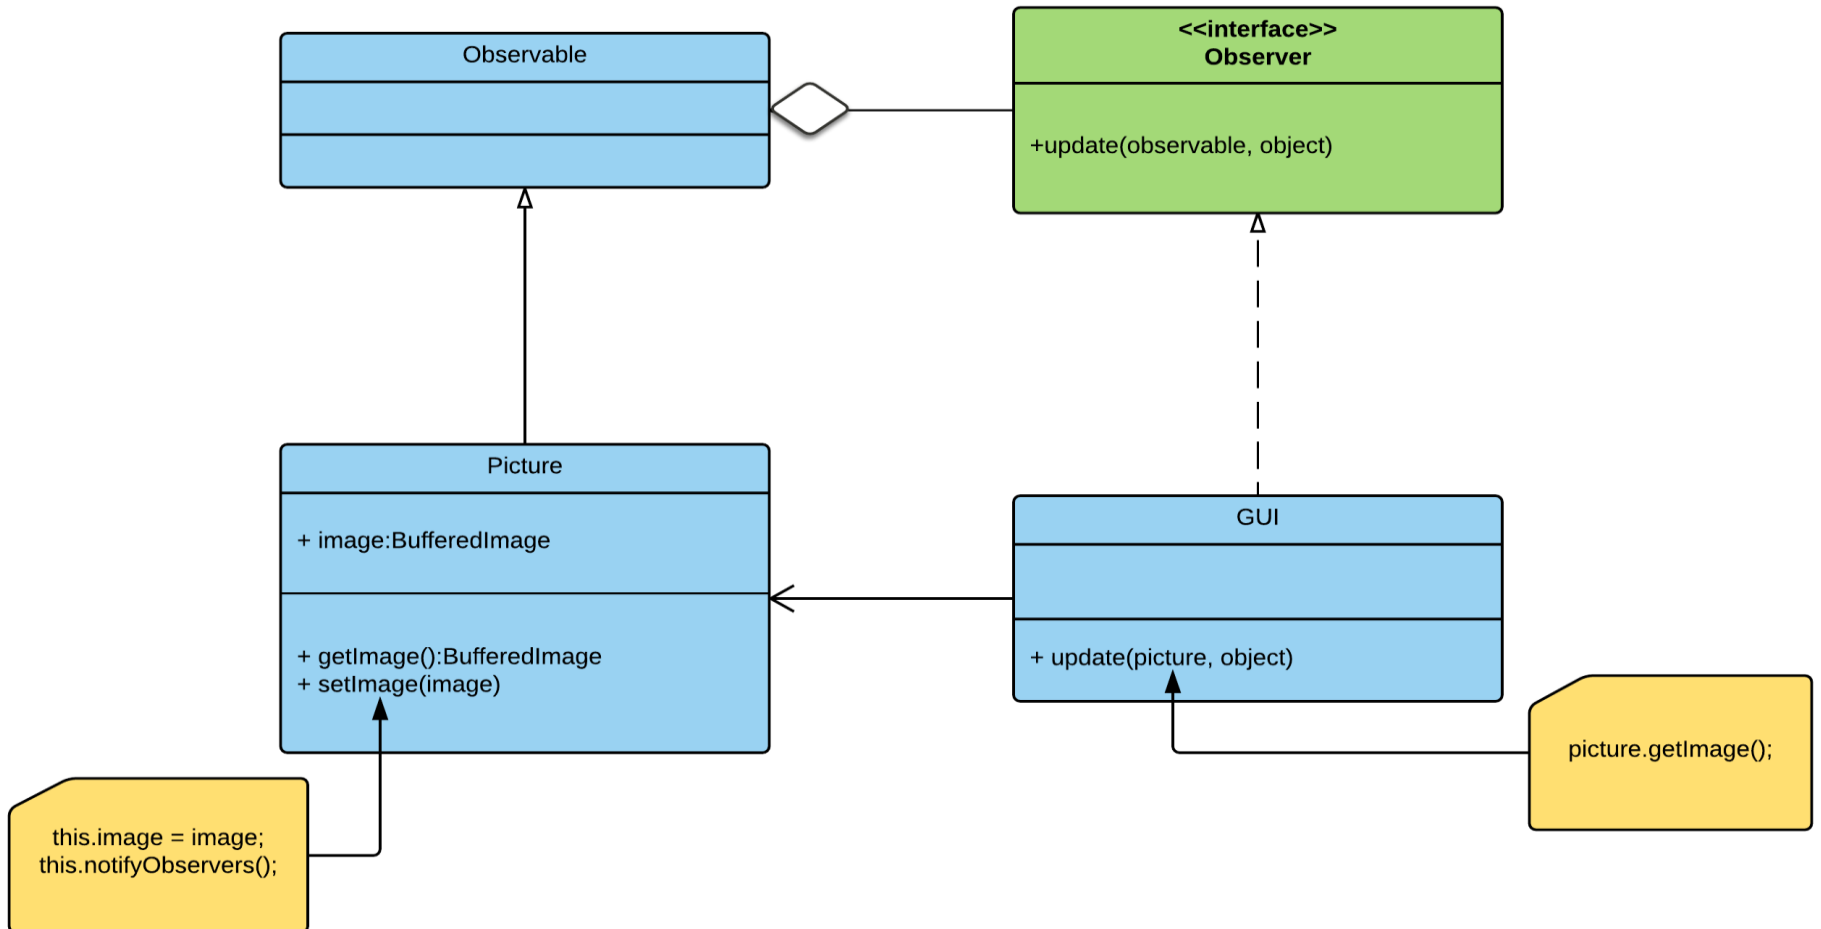 Observable
<<interface>>
Observer
+update(observable, object)
Picture
+ image:BufferedImage
+ getImage():BufferedImage
+ setImage(image)
GUI
+ update(picture, object)
picture.getImage();
this.image = image;
this.notifyObservers();